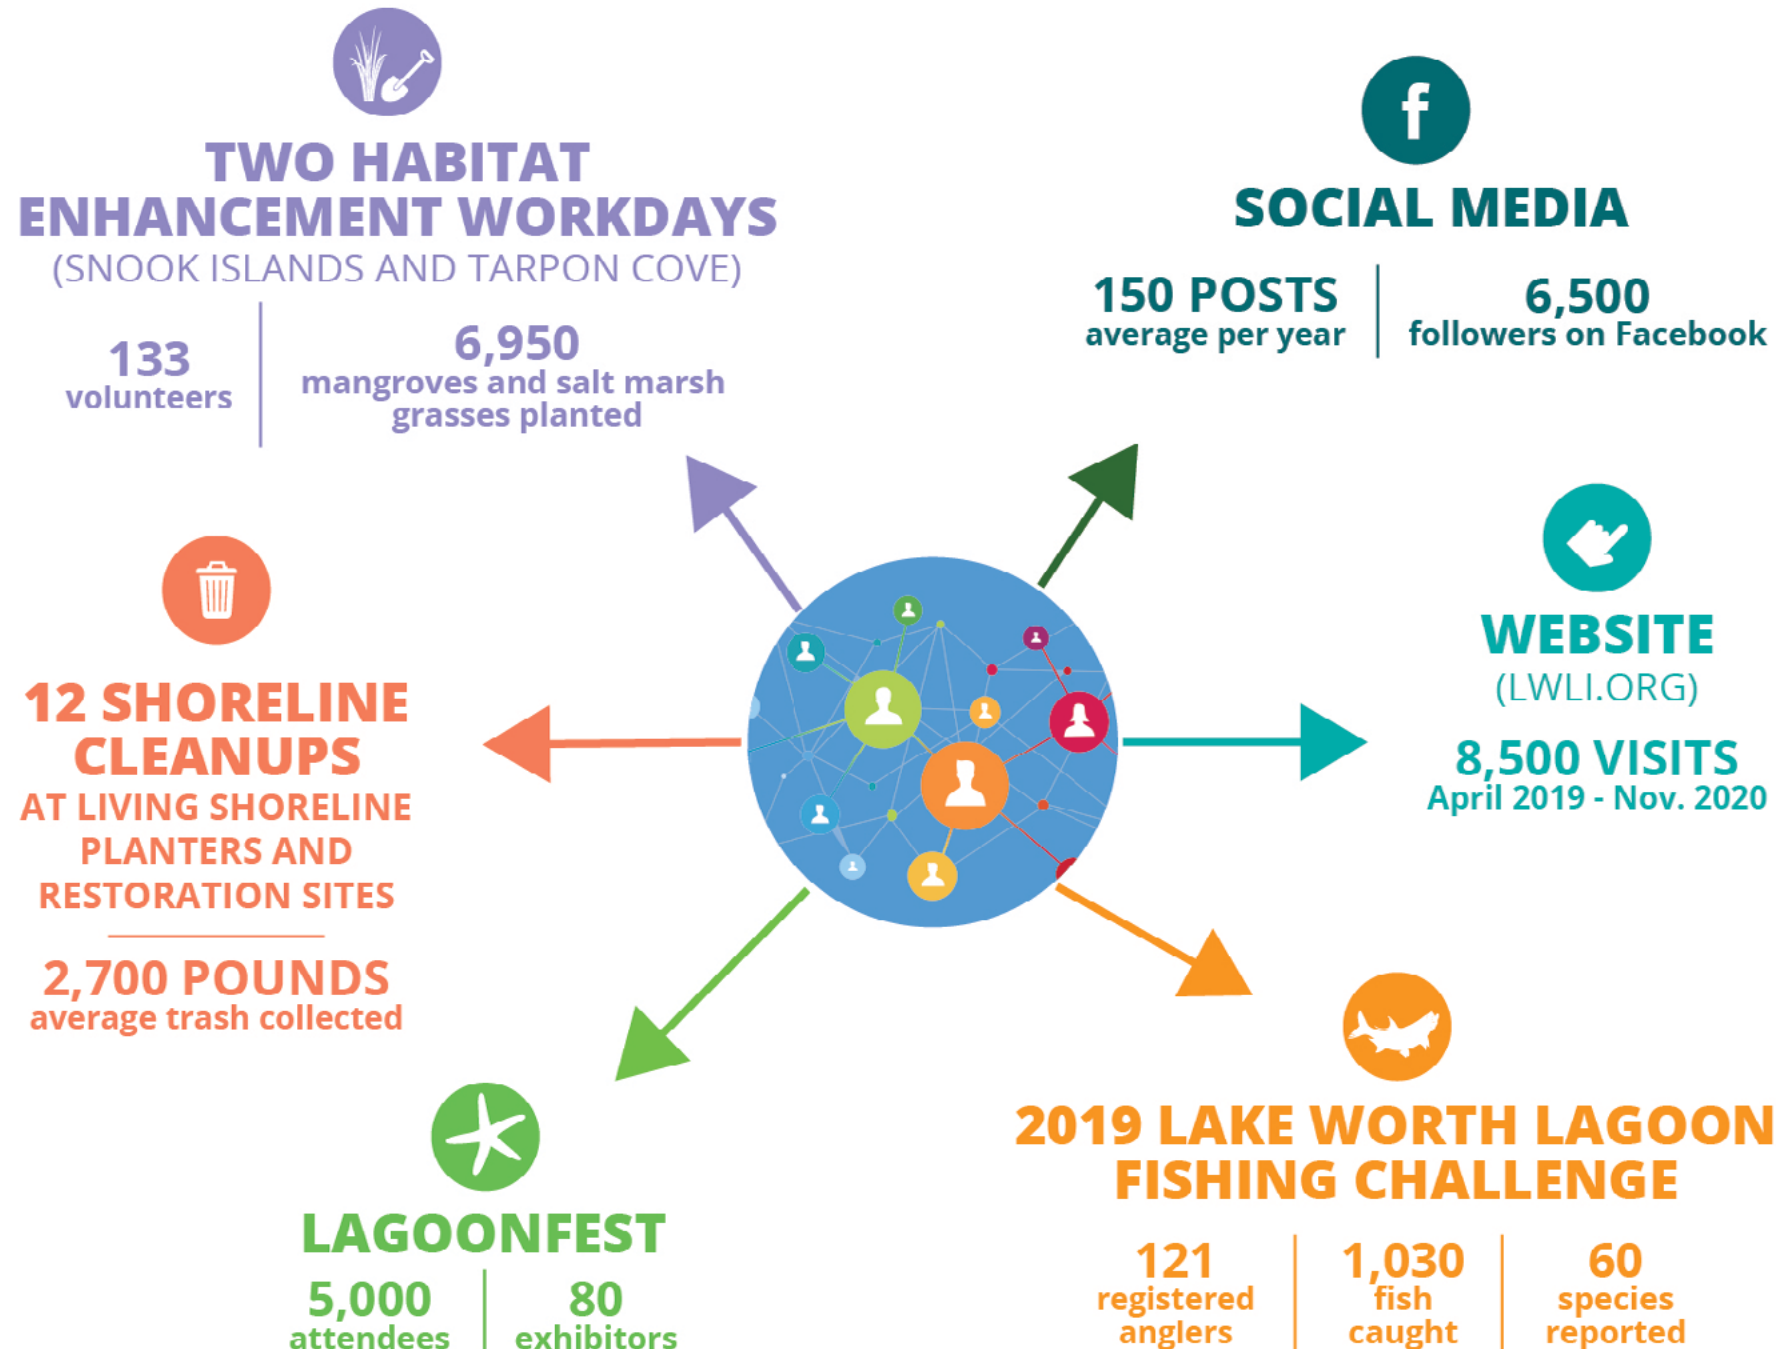 TWO HABITAT
ENHANCEMENT WORKDAYS
(SNOOK ISLANDS AND TARPON COVE)
133
volunteers
6,950
mangroves and salt marsh
grasses planted
f
SOCIAL MEDIA
150 POSTS
average per year
6,500
followers on Facebook
12 SHORELINE
CLEANUPS
AT LIVING SHORELINE
PLANTERS AND
RESTORATION SITES
2,700 POUNDS
average trash collected
WEBSITE
(LWLI.ORG)
8,500 VISITS
April 2019 - Nov. 2020
LAGOONFEST
5,000
attendees
80
exhibitors
2019 LAKE WORTH LAGOON
FISHING CHALLENGE
121
registered
anglers
1,030
fish
caught
60
species
reported